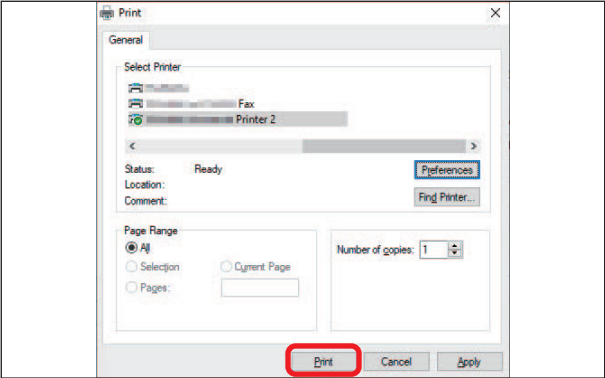 Print
General
Select Printer
Fax
Printer 2
Status: Ready
Location:
Comment:
Preferences
Find Printer...
Page Range
All
Selection Current Page
Pages:
Number of copies: 1
Print Cancel Apply